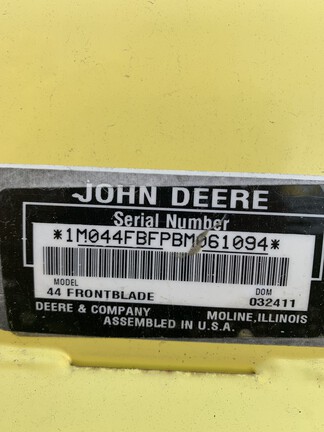 JOHN DEERE
Serial Number
*1M044FBFPBM061094*
MODEL DOM
44 FRONTBLADE 032411
DEERE & COMPANY MOLINE, ILLINOIS
ASSEMBLED IN U.S.A.